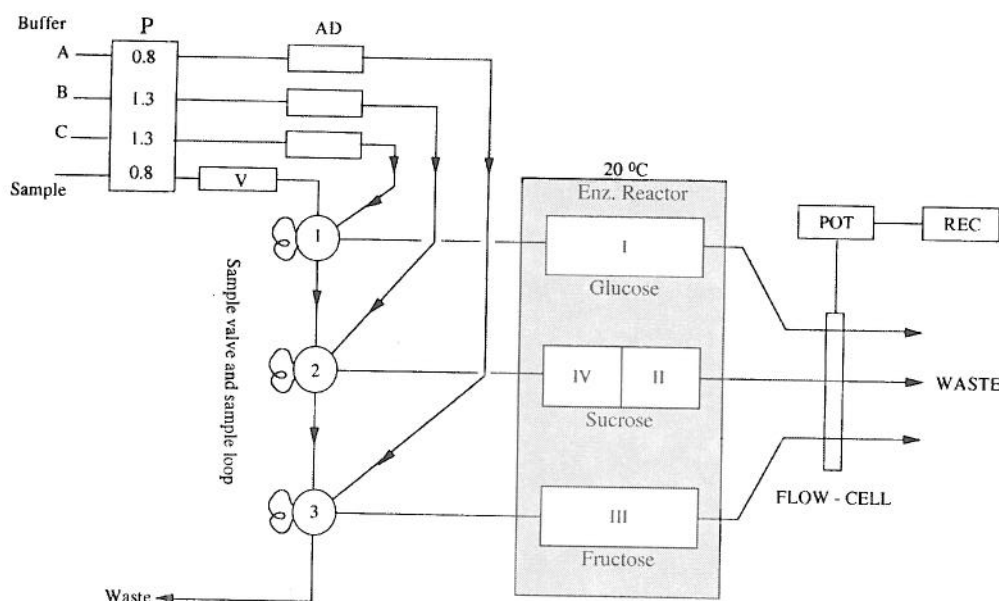 Buffer
P
AD
A
0.8
B
1.3
C
1.3
0.8
Sample
V
20 ⁰C
Enz. Reactor
POT
REC
1
I
Glucose
Sample valve and sample loop
2
IV
II
Sucrose
WASTE
3
III
Fructose
FLOW - CELL
Waste